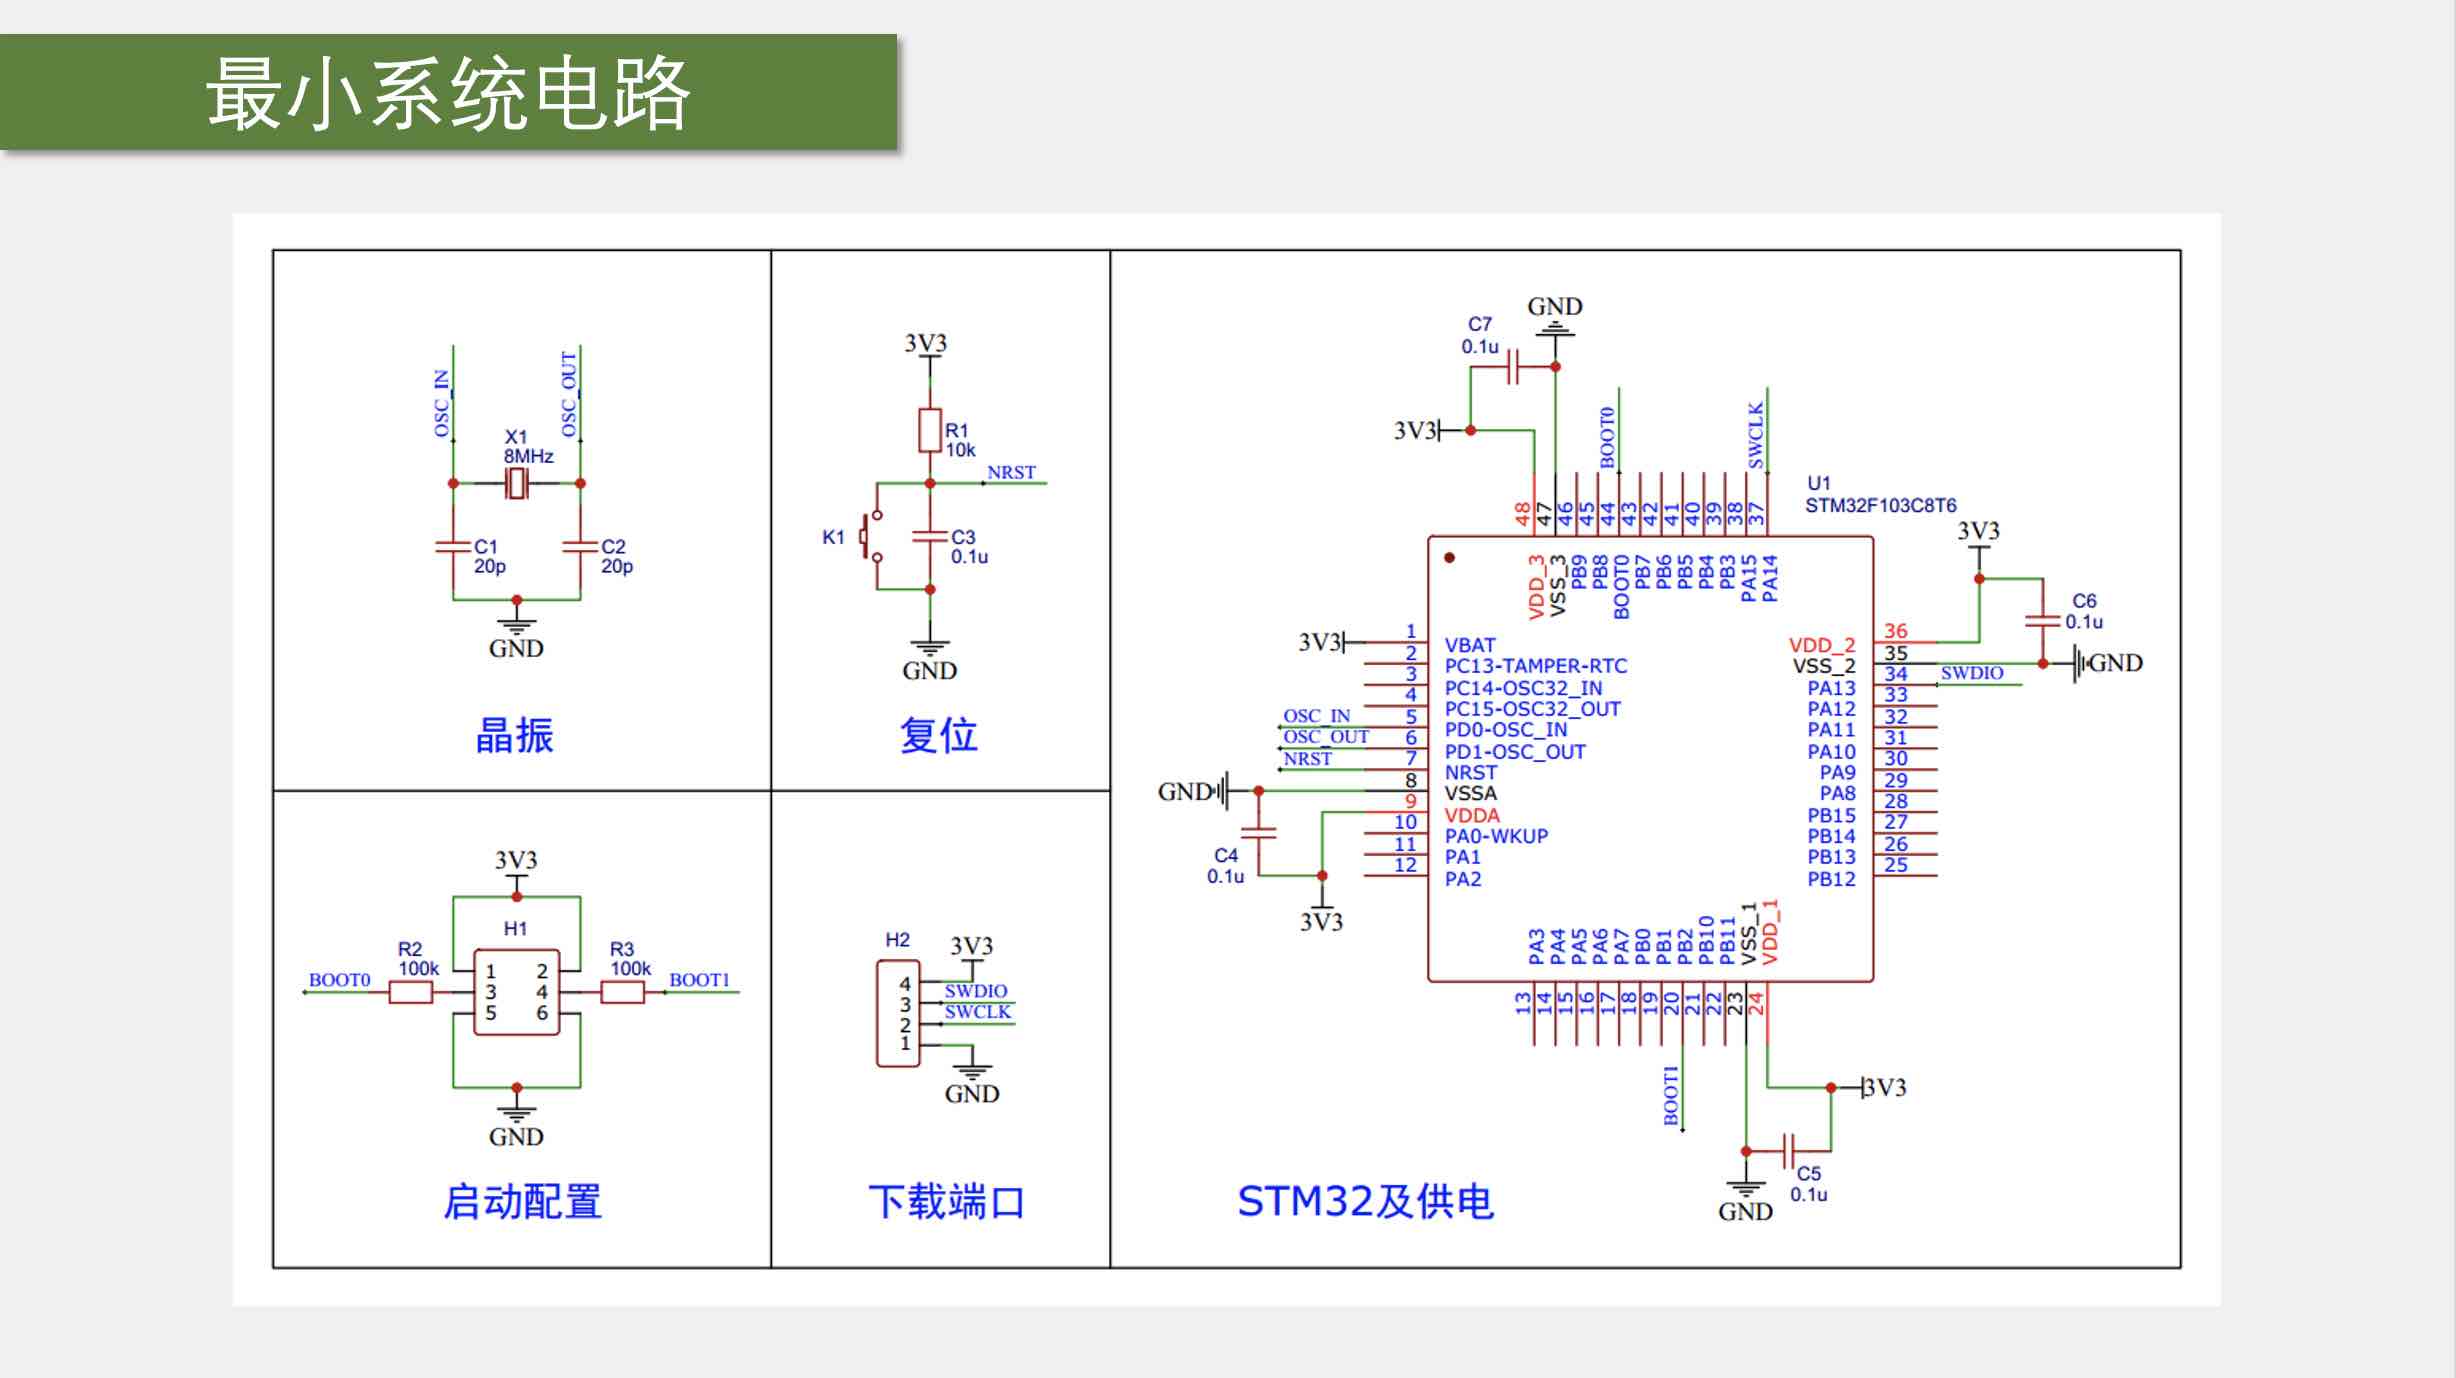 最小系统电路
OSC_IN
OSC_OUT
X1
8MHz
C1
20p
C2
20p
GND
晶振
3V3
R1
10k
NRST
K1
C3
0.1u
GND
复位
3V3
H1
R2
100k
R3
100k
BOOT0
BOOT1
1 2
3 4
5 6
GND
启动配置
H2
3V3
4
3
2
1
SWDIO
SWCLK
GND
下载端口
GND
C7
0.1u
3V3
BOOT0
SWCLK
U1
STM32F103C8T6
48 47 46 45 44 43 42 41 40 39 38 37
VDD_3 VSS_3 PB9 PB8 BOOT0 PB7 PB6 PB5 PB4 PB3 PA15 PA14
3V3
C6
0.1u
GND
SWDIO
3V3
1 VBAT
2 PC13-TAMPER-RTC
3 PC14-OSC32_IN
4 PC15-OSC32_OUT
OSC_IN 5 PD0-OSC_IN
OSC_OUT 6 PD1-OSC_OUT
NRST 7 NRST
GND 8 VSSA
9 VDDA
10 PA0-WKUP
11 PA1
12 PA2
C4
0.1u
3V3
VDD_2 36
VSS_2 35
PA13 34
PA12 33
PA11 32
PA10 31
PA9 30
PA8 29
PB15 28
PB14 27
PB13 26
PB12 25
PA3 PA4 PA5 PA6 PA7 PB0 PB1 PB2 PB10 PB11 VSS_1 VDD_1
13 14 15 16 17 18 19 20 21 22 23 24
BOOT1
3V3
C5
0.1u
GND
STM32及供电